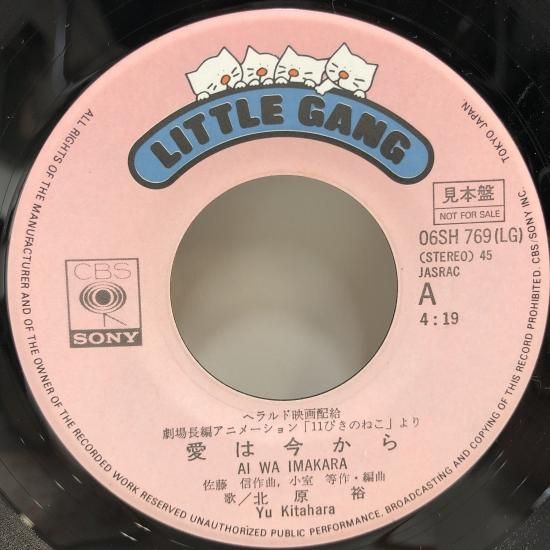 LITTLE GANG
見本盤
NOT FOR SALE
06SH 769(LG)
(STEREO) 45
JASRAC
A
4:19
CBS
SONY
ヘラルド映画配給
劇場長編アニメーション「11ぴきのねこ」より
愛は今から
AI WA IMAKARA
佐藤 信作曲、小室 等作・編曲
歌/北原 裕
Yu Kitahara
ALL RIGHTS OF THE MANUFACTURER AND OF THE OWNER OF THE RECORDED WORK RESERVED UNAUTHORIZED PUBLIC PERFORMANCE, BROADCASTING AND COPYING OF THIS RECORD PROHIBITED. CBS/SONY INC. TOKYO JAPAN.